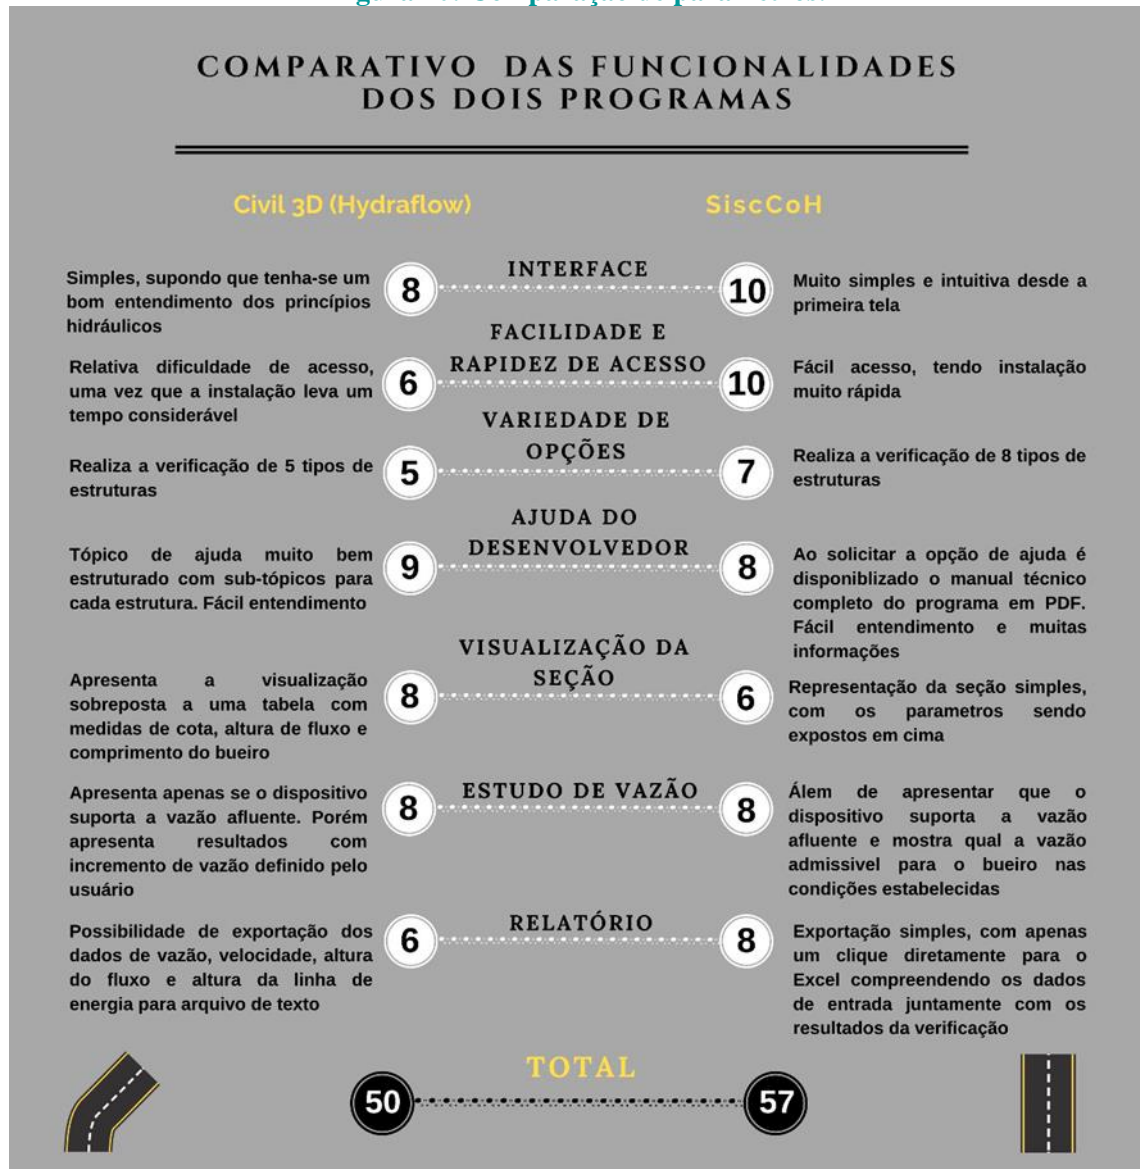 Comparação de parâmetros.
COMPARATIVO DAS FUNCIONALIDADES
DOS DOIS PROGRAMAS
Civil 3D (Hydraflow)
SiscCoH
INTERFACE
Simples, supondo que tenha-se um
bom entendimento dos princípios
hidráulicos
8
10
Muito simples e intuitiva desde a
primeira tela
FACILIDADE E
RAPIDEZ DE ACESSO
Relativa dificuldade de acesso,
uma vez que a instalação leva um
tempo considerável
6
10
Fácil acesso, tendo instalação
muito rápida
VARIEDADE DE
OPÇÕES
Realiza a verificação de 5 tipos de
estruturas
5
7
Realiza a verificação de 8 tipos de
estruturas
AJUDA DO
DESENVOLVEDOR
Tópico de ajuda muito bem
estruturado com sub-tópicos para
cada estrutura. Fácil entendimento
9
8
Ao solicitar a opção de ajuda é
disponiblizado o manual técnico
completo do programa em PDF.
Fácil entendimento e muitas
informações
VISUALIZAÇÃO DA
SEÇÃO
Apresenta a visualização
sobreposta a uma tabela com
medidas de cota, altura de fluxo e
comprimento do bueiro
8
6
Representação da seção simples,
com os parametros sendo
expostos em cima
ESTUDO DE VAZÃO
Apresenta apenas se o dispositivo
suporta a vazão afluente. Porém
apresenta resultados com
incremento de vazão definido pelo
usuário
8
8
Álem de apresentar que o
dispositivo suporta a vazão
afluente e mostra qual a vazão
admissivel para o bueiro nas
condições estabelecidas
RELATÓRIO
Possibilidade de exportação dos
dados de vazão, velocidade, altura
do fluxo e altura da linha de
energia para arquivo de texto
6
8
Exportação simples, com apenas
um clique diretamente para o
Excel compreendendo os dados
de entrada juntamente com os
resultados da verificação
TOTAL
50
57